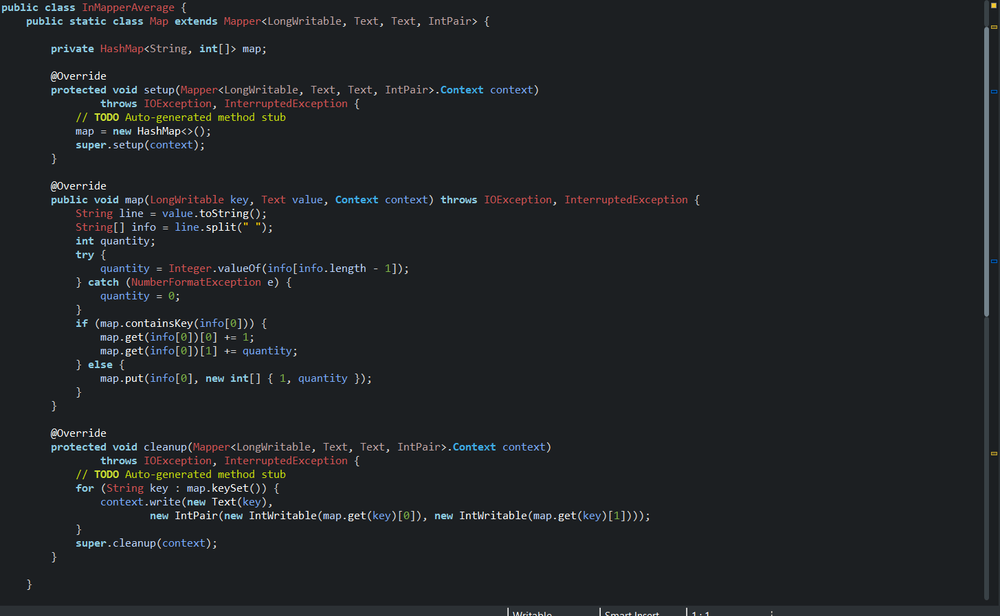 public class InMapperAverage {
    public static class Map extends Mapper<LongWritable, Text, Text, IntPair> {

        private HashMap<String, int[]> map;

        @Override
        protected void setup(Mapper<LongWritable, Text, Text, IntPair>.Context context)
                throws IOException, InterruptedException {
            // TODO Auto-generated method stub
            map = new HashMap<>();
            super.setup(context);
        }

        @Override
        public void map(LongWritable key, Text value, Context context) throws IOException, InterruptedException {
            String line = value.toString();
            String[] info = line.split(" ");
            int quantity;
            try {
                quantity = Integer.valueOf(info[info.length - 1]);
            } catch (NumberFormatException e) {
                quantity = 0;
            }
            if (map.containsKey(info[0])) {
                map.get(info[0])[0] += 1;
                map.get(info[0])[1] += quantity;
            } else {
                map.put(info[0], new int[] { 1, quantity });
            }
        }

        @Override
        protected void cleanup(Mapper<LongWritable, Text, Text, IntPair>.Context context)
                throws IOException, InterruptedException {
            // TODO Auto-generated method stub
            for (String key : map.keySet()) {
                context.write(new Text(key),
                        new IntPair(new IntWritable(map.get(key)[0]), new IntWritable(map.get(key)[1])));
            }
            super.cleanup(context);
        }

    }
Writable
Smart Insert
1 : 1